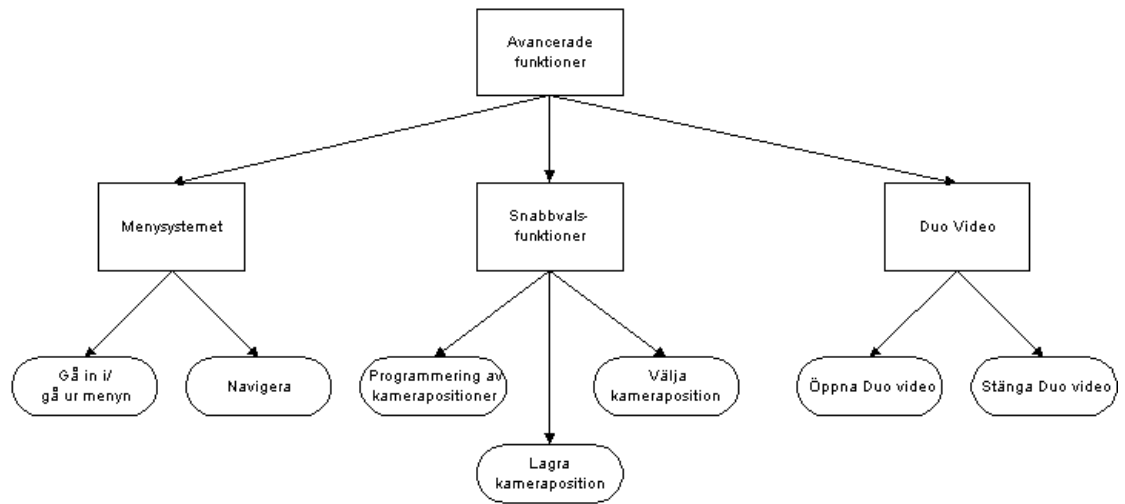 Avancerade
funktioner
Menysystemet
Snabbvals-
funktioner
Duo Video
Gå in i/
gå ur menyn
Navigera
Programmering av
kamerapositioner
Välja
kameraposition
Öppna Duo video
Stänga Duo video
Lagra
kameraposition